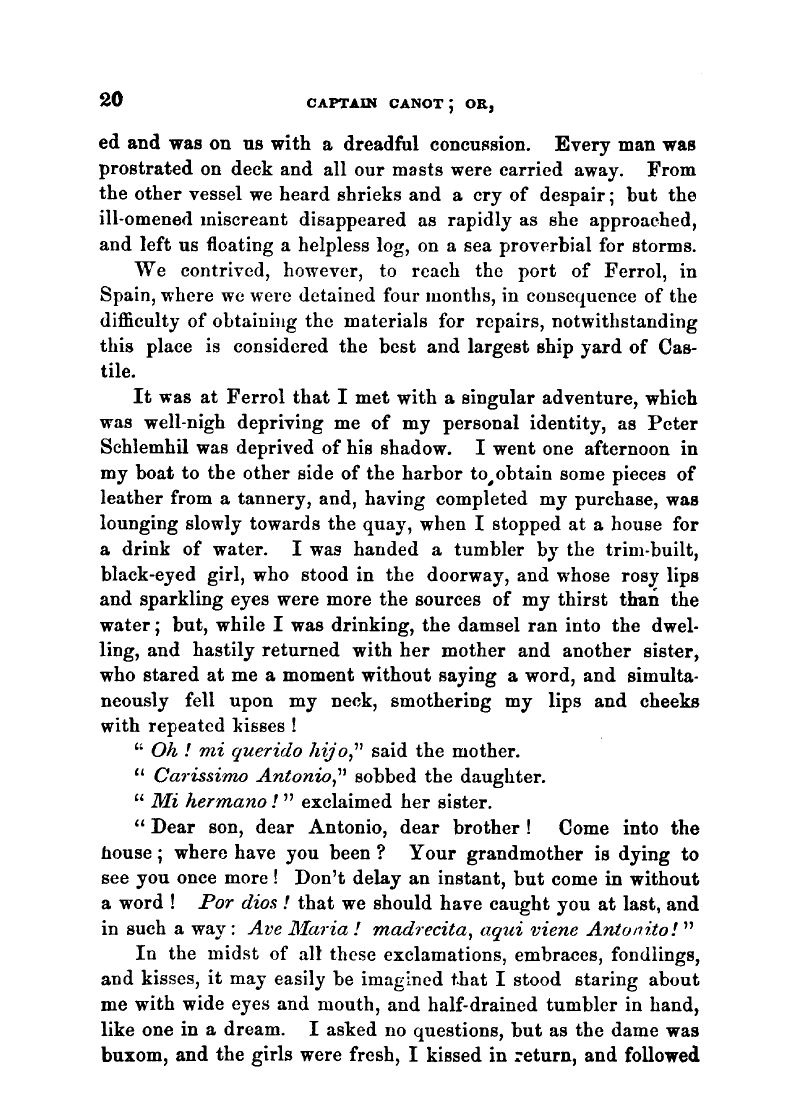 20 CAPTAIN CANOT; OR,
ed and was on us with a dreadful concussion. Every man was
prostrated on deck and all our masts were carried away. From
the other vessel we heard shrieks and a cry of despair; but the
ill-omened miscreant disappeared as rapidly as she approached,
and left us floating a helpless log, on a sea proverbial for storms.
We contrived, however, to reach the port of Ferrol, in
Spain, where we were detained four months, in consequence of the
difficulty of obtaining the materials for repairs, notwithstanding
this place is considered the best and largest ship yard of Cas-
tile.
It was at Ferrol that I met with a singular adventure, which
was well-nigh depriving me of my personal identity, as Peter
Schlemhil was deprived of his shadow. I went one afternoon in
my boat to the other side of the harbor to obtain some pieces of
leather from a tannery, and, having completed my purchase, was
lounging slowly towards the quay, when I stopped at a house for
a drink of water. I was handed a tumbler by the trim-built,
black-eyed girl, who stood in the doorway, and whose rosy lips
and sparkling eyes were more the sources of my thirst than the
water; but, while I was drinking, the damsel ran into the dwel-
ling, and hastily returned with her mother and another sister,
who stared at me a moment without saying a word, and simulta-
neously fell upon my neck, smothering my lips and cheeks
with repeated kisses!
"Oh! mi querido hijo," said the mother.
"Carissimo Antonio," sobbed the daughter.
"Mi hermano!" exclaimed her sister.
"Dear son, dear Antonio, dear brother! Come into the
house; where have you been? Your grandmother is dying to
see you once more! Don't delay an instant, but come in without
a word! Por dios! that we should have caught you at last, and
in such a way: Ave Maria! madrecita, aqui viene Antonito!"
In the midst of all these exclamations, embraces, fondlings,
and kisses, it may easily be imagined that I stood staring about
me with wide eyes and mouth, and half-drained tumbler in hand,
like one in a dream. I asked no questions, but as the dame was
buxom, and the girls were fresh, I kissed in return, and followed